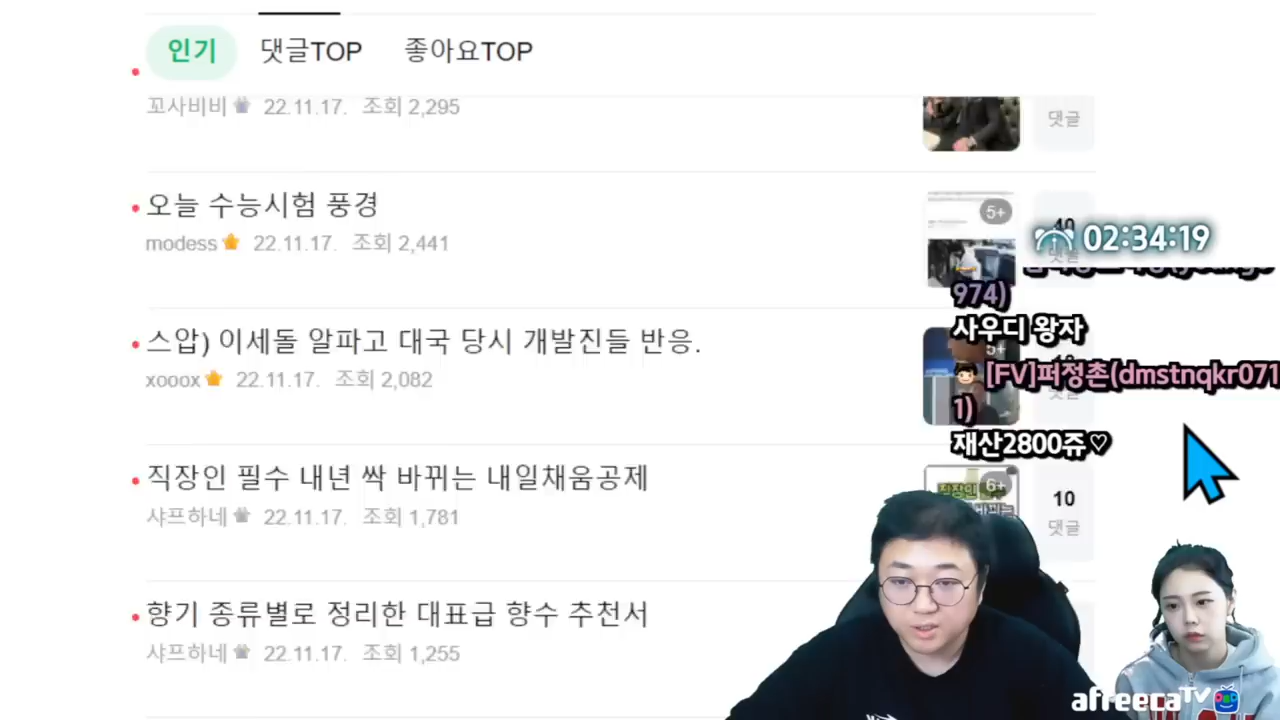 인기 댓글TOP 좋아요TOP
꼬사비비 22.11.17. 조회 2,295
댓글
오늘 수능시험 풍경
modess 22.11.17. 조회 2,441
5+
40
02:34:19
974)
사우디 왕자
스압) 이세돌 알파고 대국 당시 개발진들 반응.
xooox 22.11.17. 조회 2,082
5+
[FV]퍼정촌(dmstnqkr071
1)
재산2800쥬♡
직장인 필수 내년 싹 바뀌는 내일채움공제
샤프하네 22.11.17. 조회 1,781
6+
10
댓글
향기 종류별로 정리한 대표급 향수 추천서
샤프하네 22.11.17. 조회 1,255
afreecaTV